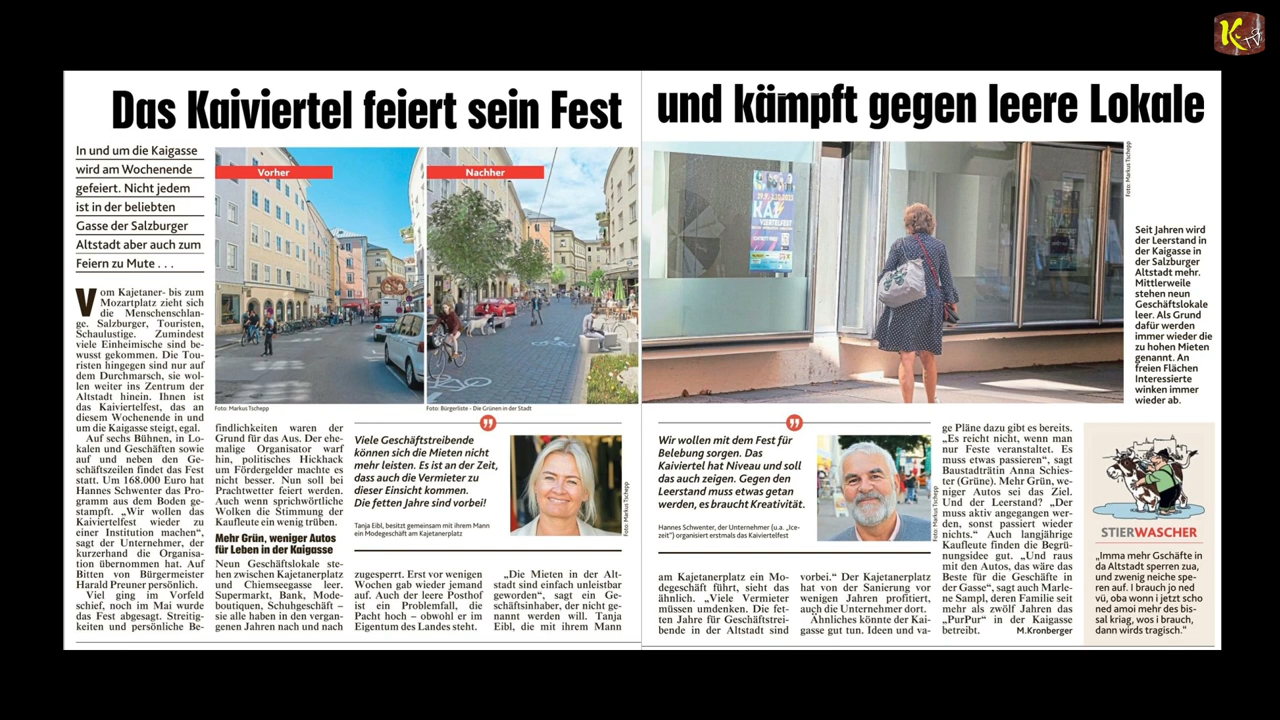 K TV
Das Kaiviertel feiert sein Fest
und kämpft gegen leere Lokale
In und um die Kaigasse
wird am Wochenende
gefeiert. Nicht jedem
ist in der beliebten
Gasse der Salzburger
Altstadt aber auch zum
Feiern zu Mute . . .
Vom Kajetaner- bis zum
Mozartplatz zieht sich
die Menschenschlan-
ge. Salzburger, Touristen,
Schaulustige. Zumindest
viele Einheimische sind be-
wusst gekommen. Die Tou-
risten hingegen sind nur auf
dem Durchmarsch, sie wol-
len weiter ins Zentrum der
Altstadt hinein. Ihnen ist
das Kaiviertelfest, das an
diesem Wochenende in und
um die Kaigasse steigt, egal.
Auf sechs Bühnen, in Lo-
kalen und Geschäften sowie
auf und neben den Ge-
schäftszeilen findet das Fest
statt. Um 168.000 Euro hat
Hannes Schwenter das Pro-
gramm aus dem Boden ge-
stampft. „Wir wollen das
Kaiviertelfest wieder zu
einer Institution machen“,
sagt der Unternehmer, der
kurzerhand die Organisa-
tion übernommen hat. Auf
Bitten von Bürgermeister
Harald Preuner persönlich.
Viel ging im Vorfeld
schief, noch im Mai wurde
das Fest abgesagt. Streitig-
keiten und persönliche Be-
Vorher
Nachher
Foto: Markus Tschepp
Foto: Bürgerliste - Die Grünen in der Stadt
findlichkeiten waren der
Grund für das Aus. Der ehe-
malige Organisator warf
hin, politisches Hickhack
um Fördergelder machte es
nicht besser. Nun soll bei
Prachtwetter feiert werden.
Auch wenn sprichwörtliche
Wolken die Stimmung der
Kaufleute ein wenig trüben.
Mehr Grün, weniger Autos
für Leben in der Kaigasse
Neun Geschäftslokale ste-
hen zwischen Kajetanerplatz
und Chiemseegasse leer.
Supermarkt, Bank, Mode-
boutiquen, Schuhgeschäft –
sie alle haben in den vergan-
genen Jahren nach und nach
Viele Geschäftstreibende
können sich die Mieten nicht
mehr leisten. Es ist an der Zeit,
dass auch die Vermieter zu
dieser Einsicht kommen.
Die fetten Jahre sind vorbei!
Tanja Eibl, besitzt gemeinsam mit ihrem Mann
ein Modegeschäft am Kajetanerplatz
Foto: Markus Tschepp
zugesperrt. Erst vor wenigen
Wochen gab wieder jemand
auf. Auch der leere Posthof
ist ein Problemfall, die
Pacht hoch – obwohl er im
Eigentum des Landes steht.
„Die Mieten in der Alt-
stadt sind einfach unleistbar
geworden“, sagt ein Ge-
schäftsinhaber, der nicht ge-
nannt werden will. Tanja
Eibl, die mit ihrem Mann
Foto: Markus Tschepp
Seit Jahren wird
der Leerstand in
der Kaigasse in
der Salzburger
Altstadt mehr.
Mittlerweile
stehen neun
Geschäftslokale
leer. Als Grund
dafür werden
immer wieder die
zu hohen Mieten
genannt. An
freien Flächen
Interessierte
winken immer
wieder ab.
Wir wollen mit dem Fest für
Belebung sorgen. Das
Kaiviertel hat Niveau und soll
das auch zeigen. Gegen den
Leerstand muss etwas getan
werden, es braucht Kreativität.
Hannes Schwenter, der Unternehmer (u.a. „Ice-
zeit“) organisiert erstmals das Kaiviertelfest
Foto: Markus Tschepp
am Kajetanerplatz ein Mo-
degeschäft führt, sieht das
ähnlich. „Viele Vermieter
müssen umdenken. Die fet-
ten Jahre für Geschäftstrei-
bende in der Altstadt sind
vorbei.“ Der Kajetanerplatz
hat von der Sanierung vor
wenigen Jahren profitiert,
auch die Unternehmer dort.
Ähnliches könnte der Kai-
gasse gut tun. Ideen und va-
ge Pläne dazu gibt es bereits.
„Es reicht nicht, wenn man
nur Feste veranstaltet. Es
muss etwas passieren“, sagt
Baustadträtin Anna Schies-
ter (Grüne). Mehr Grün, we-
niger Autos sei das Ziel.
Und der Leerstand? „Der
muss aktiv angegangen wer-
den, sonst passiert wieder
nichts.“ Auch langjährige
Kaufleute finden die Begrü-
nungsidee gut. „Und raus
mit den Autos, das wäre das
Beste für die Geschäfte in
der Gasse“, sagt auch Marle-
ne Sampl, deren Familie seit
mehr als zwölf Jahren das
„PurPur“ in der Kaigasse
betreibt. M.Kronberger
STIERWASCHER
„Imma mehr Gschäfte in
da Altstadt sperren zua,
und zwenig neiche spe-
ren auf. I brauch jo ned
vü, oba wonn i jetzt scho
ned amoi mehr des bis-
sal kriag, wos i brauch,
dann wirds tragisch.“